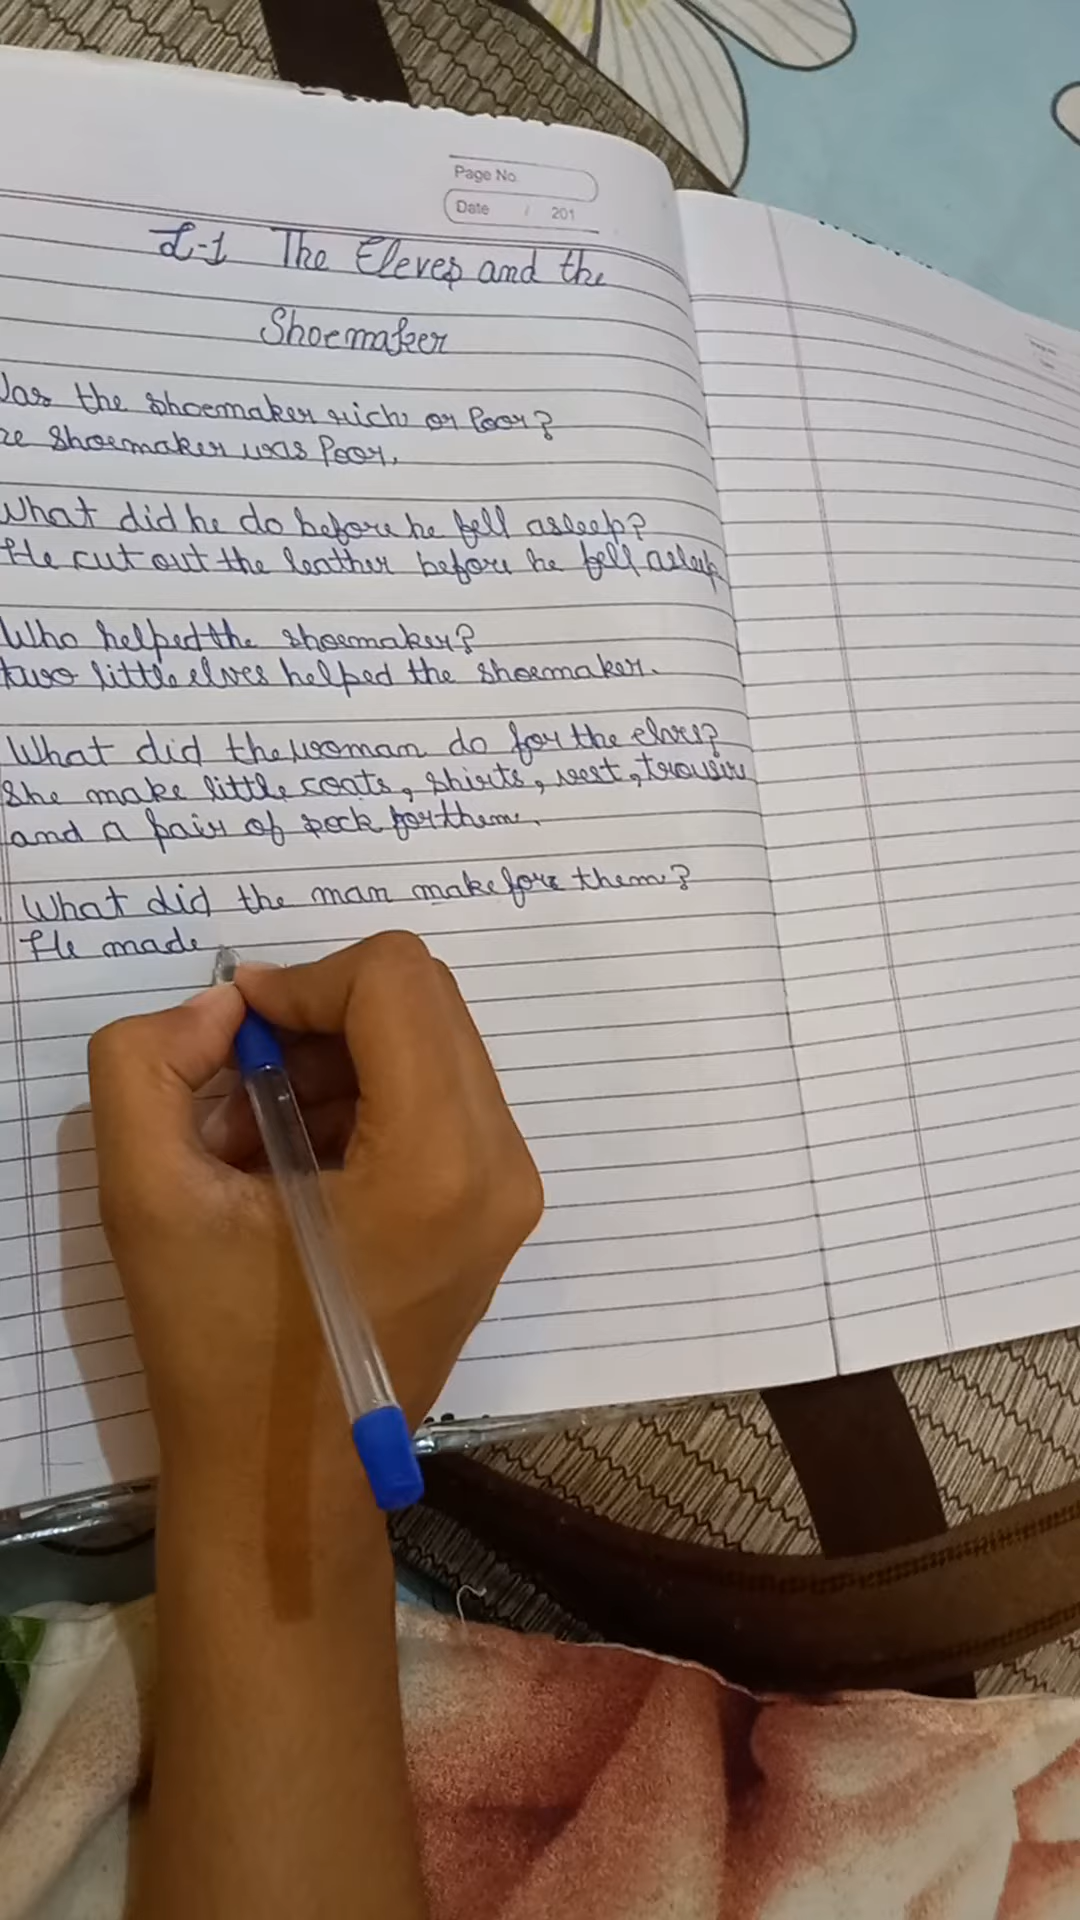 Page No.
Date / 201
L-1 The Eleves and the
Shoemaker
Was the shoemaker rich or Poor?
The Shoemaker was Poor.
What did he do before he fell asleep?
He cut out the leather before he fell asleep
Who helped the shoemaker?
two little elves helped the shoemaker.
What did the woman do for the elves?
She make little coats, shirts, vest, trousers
and a pair of sock for them.
What did the man make for them?
He made